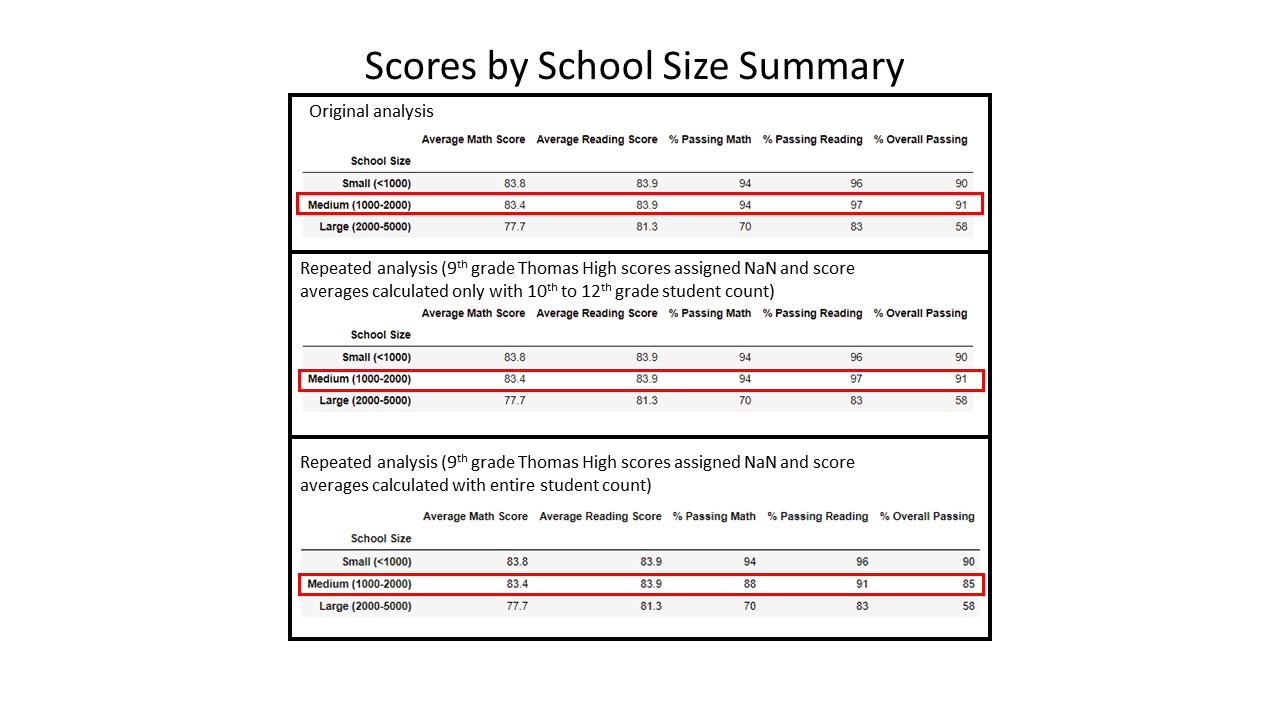 Scores by School Size Summary
Original analysis
Average Math Score Average Reading Score % Passing Math % Passing Reading % Overall Passing
School Size
Small (<1000) 83.8 83.9 94 96 90
Medium (1000-2000) 83.4 83.9 94 97 91
Large (2000-5000) 77.7 81.3 70 83 58
Repeated analysis (9th grade Thomas High scores assigned NaN and score
averages calculated only with 10th to 12th grade student count)
Average Math Score Average Reading Score % Passing Math % Passing Reading % Overall Passing
School Size
Small (<1000) 83.8 83.9 94 96 90
Medium (1000-2000) 83.4 83.9 94 97 91
Large (2000-5000) 77.7 81.3 70 83 58
Repeated analysis (9th grade Thomas High scores assigned NaN and score
averages calculated with entire student count)
Average Math Score Average Reading Score % Passing Math % Passing Reading % Overall Passing
School Size
Small (<1000) 83.8 83.9 94 96 90
Medium (1000-2000) 83.4 83.9 88 91 85
Large (2000-5000) 77.7 81.3 70 83 58